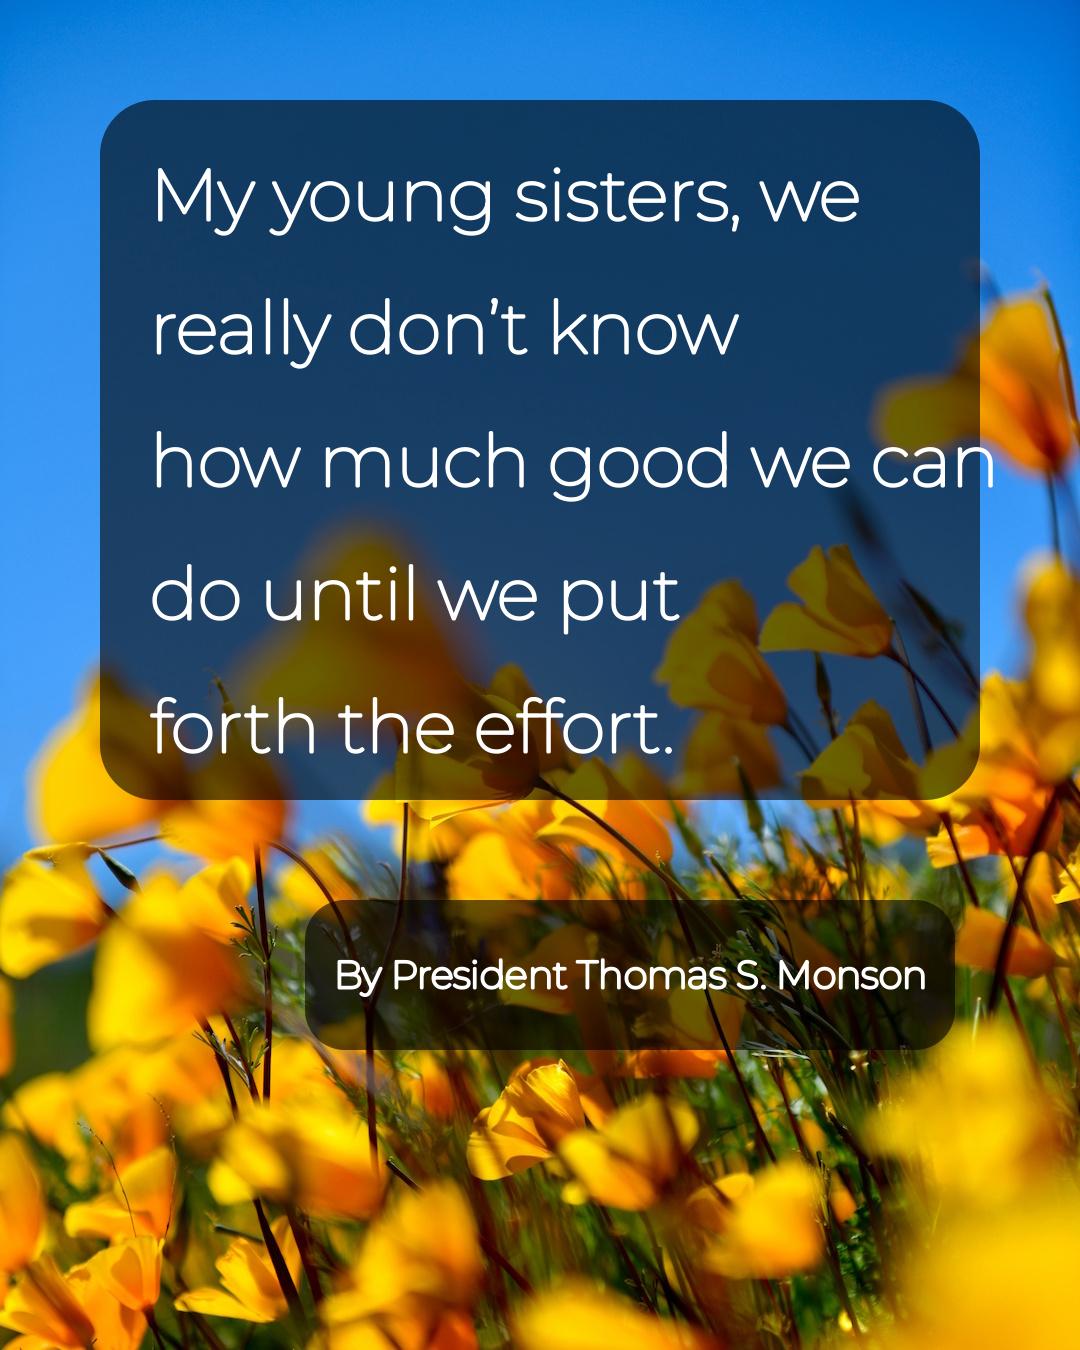 My young sisters, we
really don’t know
how much good we can
do until we put
forth the effort.
By President Thomas S. Monson